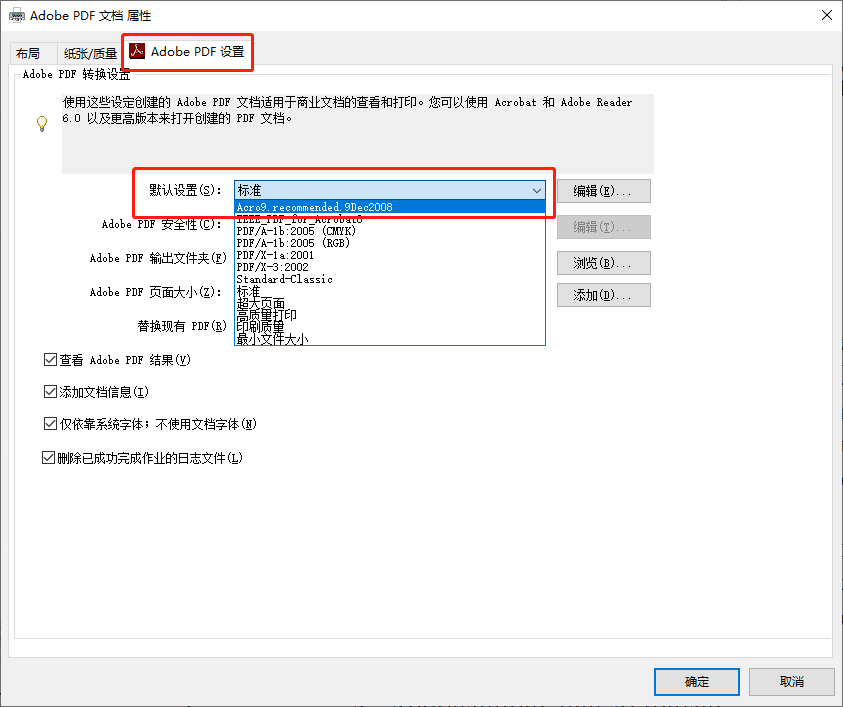 Adobe PDF 文档 属性
布局
纸张/质量
Adobe PDF 设置
Adobe PDF 转换设置
使用这些设定创建的 Adobe PDF 文档适用于商业文档的查看和打印。您可以使用 Acrobat 和 Adobe Reader
6.0 以及更高版本来打开创建的 PDF 文档。
默认设置(S):
标准
编辑(E)...
Acro9.recommended.9Dec2008
IEEE_PDF_for_Acrobat8
PDF/A-1b:2005 (CMYK)
PDF/A-1b:2005 (RGB)
PDF/X-1a:2001
PDF/X-3:2002
Standard-Classic
标准
超大页面
高质量打印
印刷质量
最小文件大小
Adobe PDF 安全性(C):
编辑(I)...
Adobe PDF 输出文件夹(F)
浏览(B)...
Adobe PDF 页面大小(Z):
添加(D)...
替换现有 PDF(R)
查看 Adobe PDF 结果(V)
添加文档信息(I)
仅依靠系统字体；不使用文档字体(N)
删除已成功完成作业的日志文件(L)
确定
取消